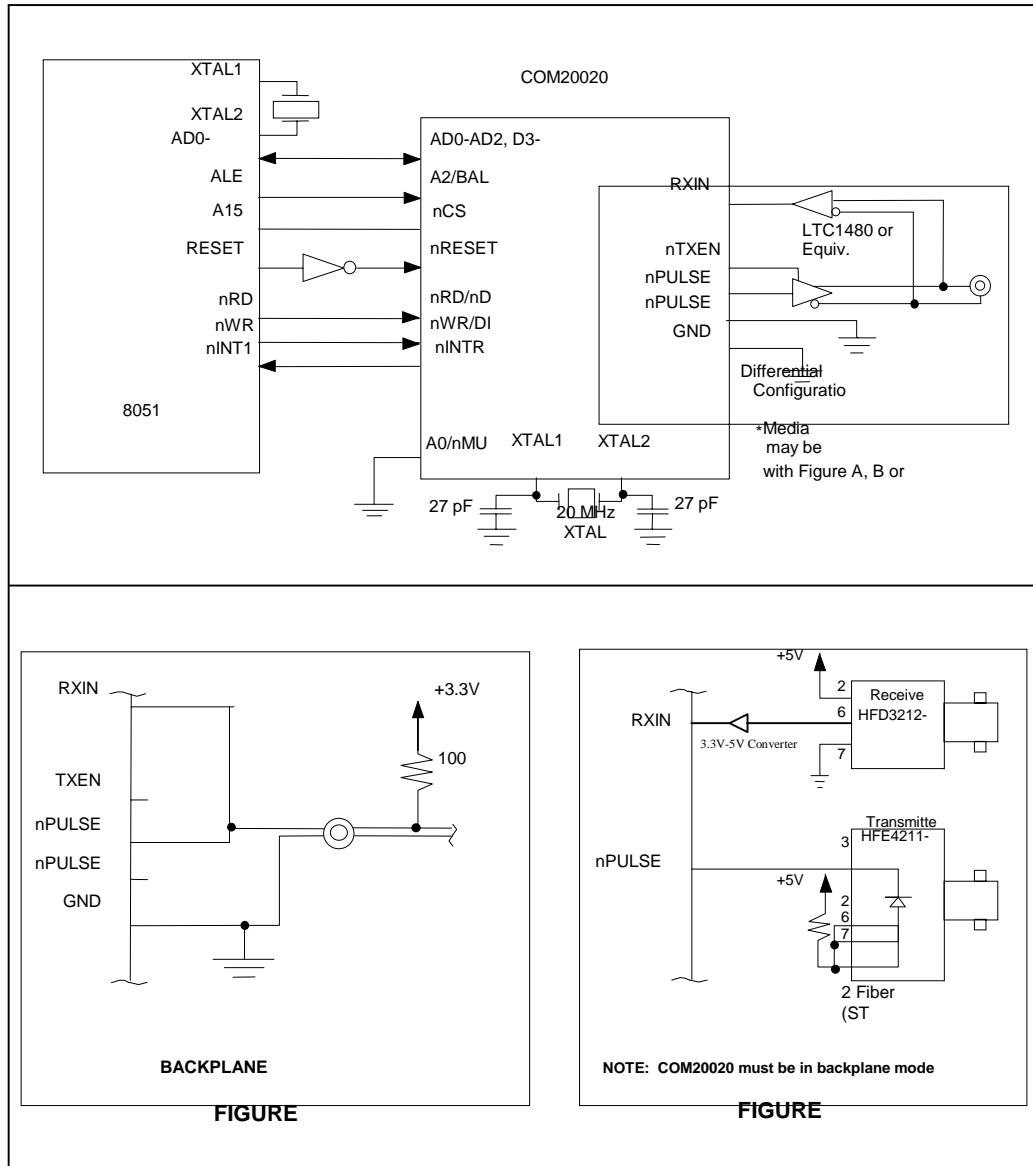 XTAL1
XTAL2
AD0-
ALE
A15
RESET
nRD
nWR
nINT1
8051
COM20020
AD0-AD2, D3-
A2/BAL
nCS
nRESET
nRD/nD
nWR/DI
nINTR
A0/nMU
XTAL1
XTAL2
RXIN
nTXEN
nPULSE
nPULSE
GND
LTC1480 or
Equiv.
Differential
Configuratio
*Media
may be
with Figure A, B or
27 pF
20 MHz
XTAL
27 pF
RXIN
TXEN
nPULSE
nPULSE
GND
+3.3V
100
BACKPLANE
FIGURE
+5V
2
6
7
Receive
HFD3212-
RXIN
3.3V-5V Converter
Transmitte
HFE4211-
3
nPULSE
+5V
2
6
7
2 Fiber
(ST
NOTE: COM20020 must be in backplane mode
FIGURE